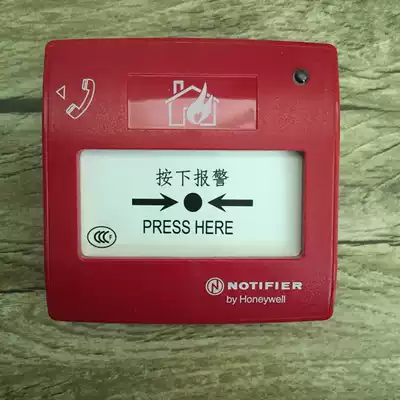 按下报警
PRESS HERE
NOTIFIER
by Honeywell